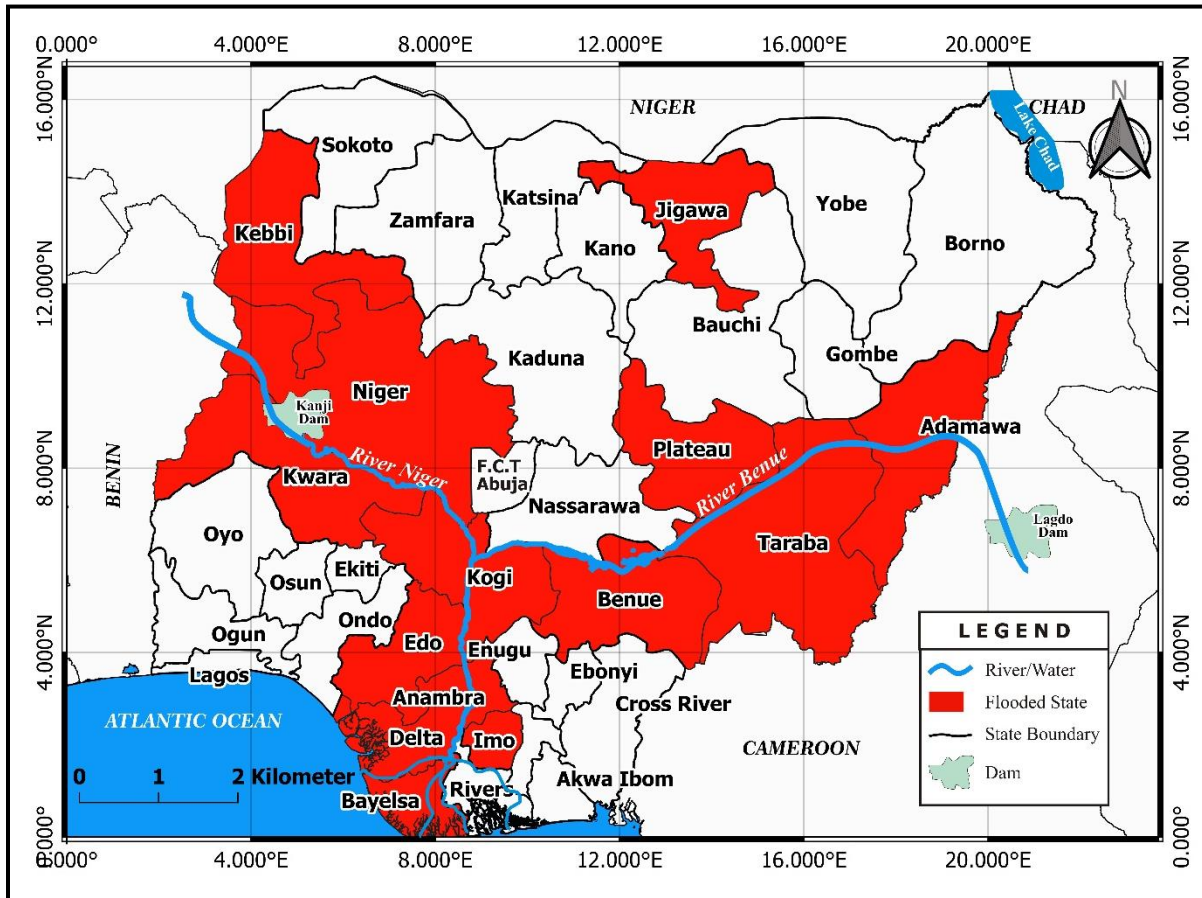 0.000°
4.000°E
8.000°E
12.000°E
16.000°E
20.000°E
16.000°N
12.000°N
8.000°N
4.000°N
0.000°
16.000°N
12.000°N
8.000°N
4.000°N
0.000°
NIGER
CHAD
N
Lake Chad
Sokoto
Katsina
Jigawa
Yobe
Zamfara
Kebbi
Kano
Borno
Bauchi
Gombe
Kaduna
Niger
Kanji
Dam
Adamawa
Plateau
BENIN
River Niger
River Benue
F.C.T
Abuja
Kwara
Nassarawa
Lagdo
Dam
Oyo
Taraba
Osun
Ekiti
Kogi
Benue
Ondo
Ogun
Edo
Enugu
Ebonyi
Lagos
Anambra
Cross River
ATLANTIC OCEAN
Delta
Imo
CAMEROON
0 1 2 Kilometer
Bayelsa
Rivers
Akwa Ibom
LEGEND
River/Water
Flooded State
State Boundary
Dam
0.000°
4.000°E
8.000°E
12.000°E
16.000°E
20.000°E